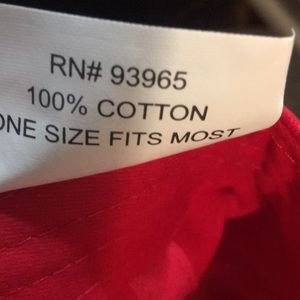 RN# 93965
100% COTTON
ONE SIZE FITS MOST